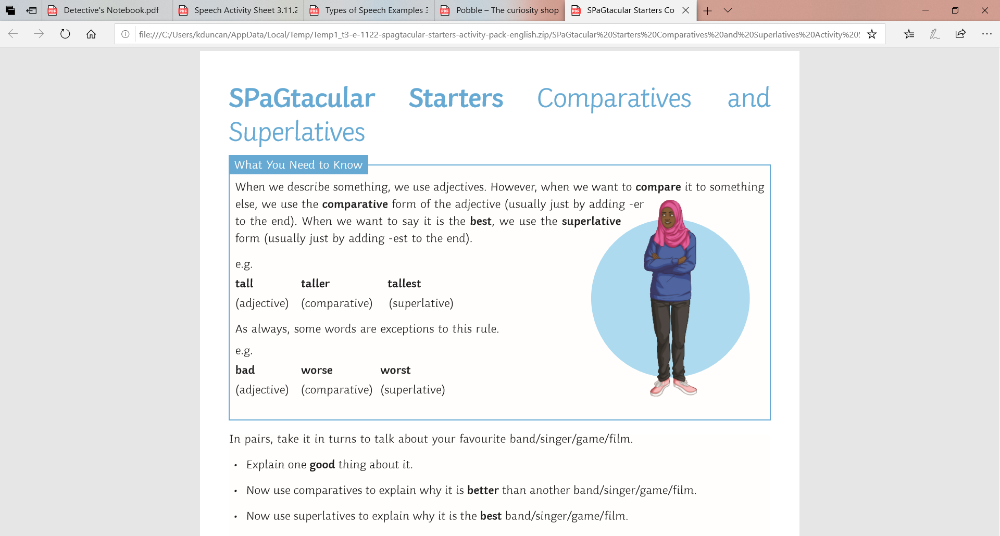 Detective's Notebook.pdf
Speech Activity Sheet 3.11.2
Types of Speech Examples 3
Pobble – The curiosity shop
SPaGtacular Starters Co
file:///C:/Users/kduncan/AppData/Local/Temp/Temp1_t3-e-1122-spagtacular-starters-activity-pack-english.zip/SPaGtacular%20Starters%20Comparatives%20and%20Superlatives%20Activity%20S
SPaGtacular Starters Comparatives and
Superlatives
What You Need to Know
When we describe something, we use adjectives. However, when we want to compare it to something
else, we use the comparative form of the adjective (usually just by adding -er
to the end). When we want to say it is the best, we use the superlative
form (usually just by adding -est to the end).
e.g.
tall taller tallest
(adjective) (comparative) (superlative)
As always, some words are exceptions to this rule.
e.g.
bad worse worst
(adjective) (comparative) (superlative)
In pairs, take it in turns to talk about your favourite band/singer/game/film.
• Explain one good thing about it.
• Now use comparatives to explain why it is better than another band/singer/game/film.
• Now use superlatives to explain why it is the best band/singer/game/film.